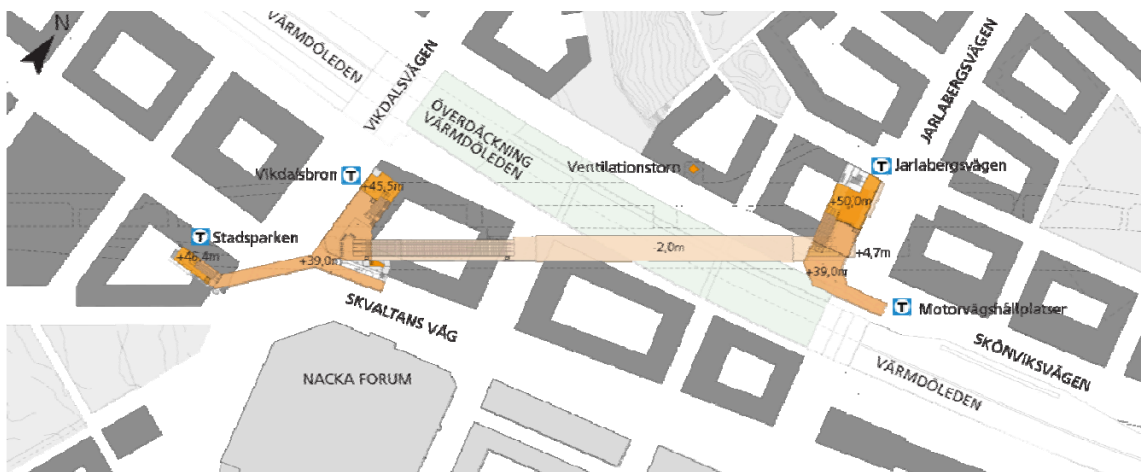 N
VÄRMDÖLEDEN
VIKDALSVÄGEN
JARLABERGSVÄGEN
ÖVERDÄCKNING
VÄRMDÖLEDEN
Ventilationstorn
T
Jarlabergsvägen
Vikdalsbron
T
+45,5m
+50,0m
T
Stadsparken
+46,4m
+39,0m
-2,0m
+4,7m
+39,0m
T
Motorvägshållplatser
SKVALTANS VÄG
SKÖNVIKSVÄGEN
NACKA FORUM
VÄRMDÖLEDEN